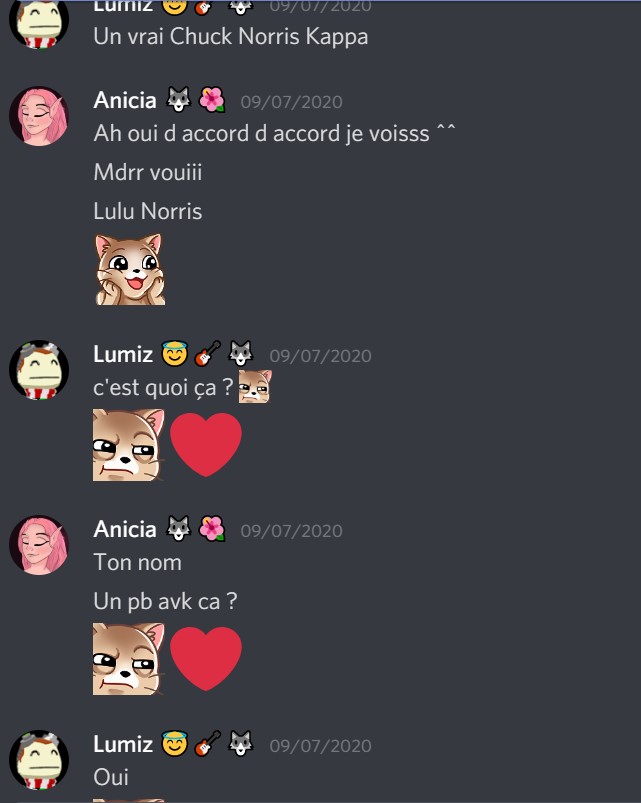 Lumiz 09/07/2020
Un vrai Chuck Norris Kappa
Anicia 09/07/2020
Ah oui d accord d accord je voisss ^^
Mdrr vouiii
Lulu Norris
Lumiz 09/07/2020
c'est quoi ça ?
Anicia 09/07/2020
Ton nom
Un pb avk ca ?
Lumiz 09/07/2020
Oui